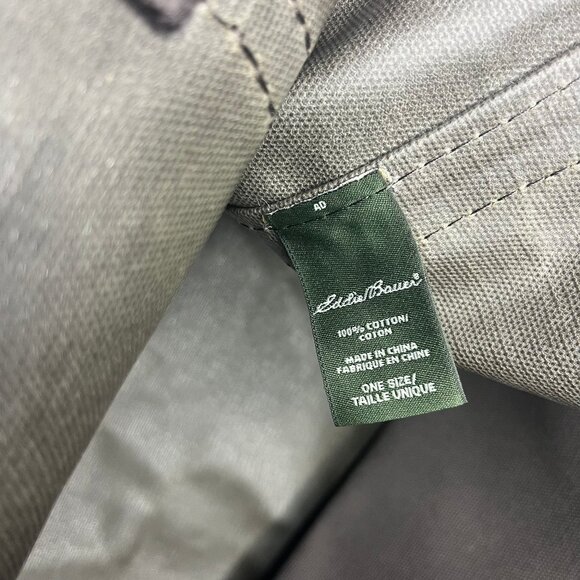 AD
Eddie Bauer®
100% COTTON/
COTON
MADE IN CHINA
FABRIQUE EN CHINE
ONE SIZE/
TAILLE UNIQUE